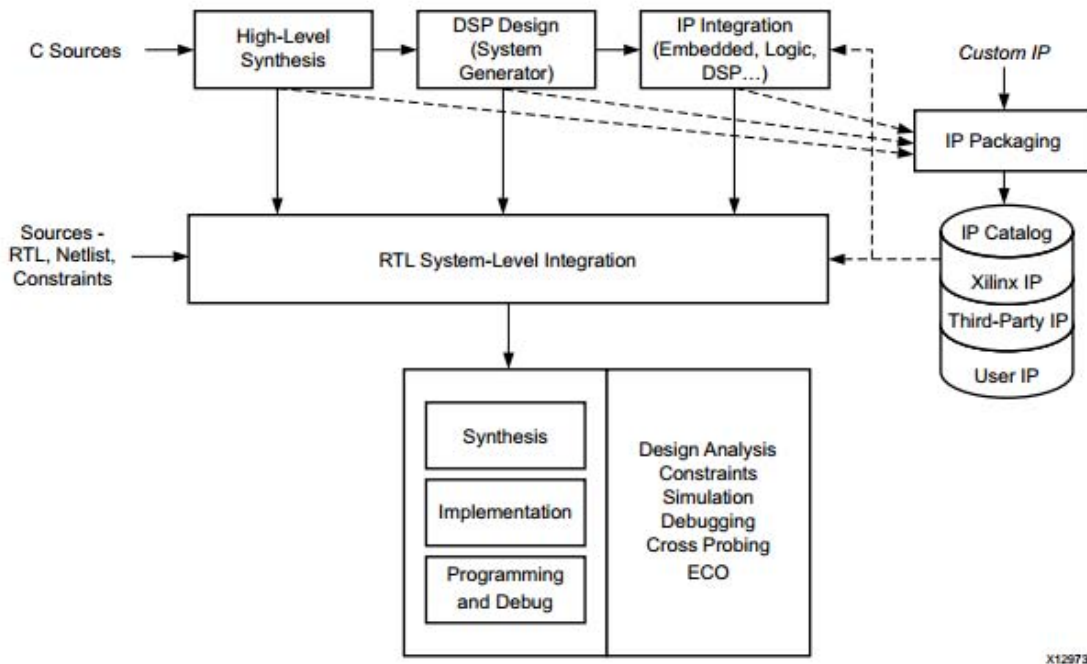 C Sources
High-Level
Synthesis
DSP Design
(System
Generator)
IP Integration
(Embedded, Logic,
DSP...)
Custom IP
IP Packaging
Sources -
RTL, Netlist,
Constraints
RTL System-Level Integration
IP Catalog
Xilinx IP
Third-Party IP
User IP
Synthesis
Implementation
Programming
and Debug
Design Analysis
Constraints
Simulation
Debugging
Cross Probing
ECO
X12973